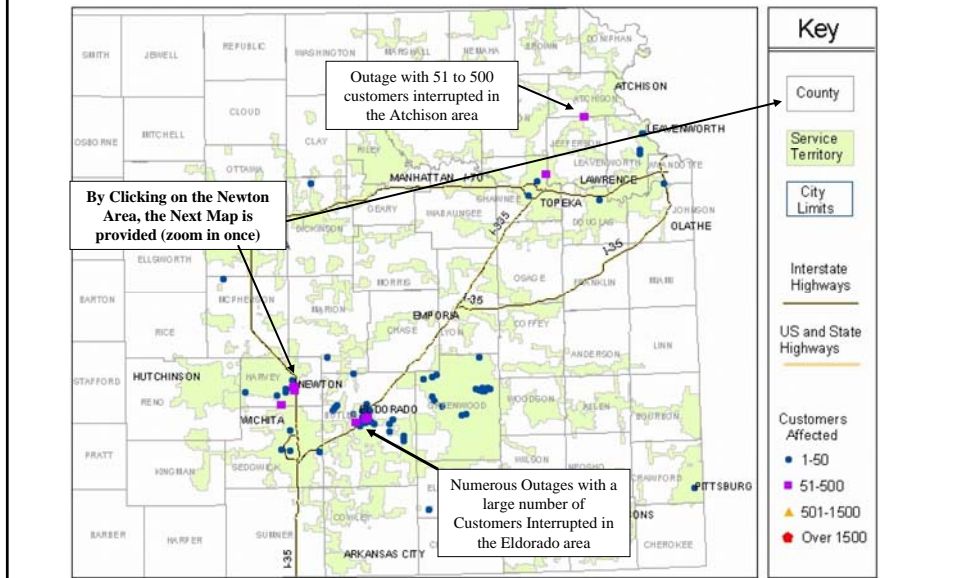 SMITH
JEWELL
REPUBLIC
WASHINGTON
MARSHALL
NEMAHA
BROWN
DONIPHAN
Outage with 51 to 500
customers interrupted in
the Atchison area
ATCHISON
ATCHISON
CLOUD
CLAY
RILEY
OSBORNE
MITCHELL
OTTAWA
JEFFERSON
LEAVENWORTH
LEAVENWORTH
WYANDOTTE
MANHATTAN
I-70
LAWRENCE
SHAWNEE
TOPEKA
By Clicking on the Newton
Area, the Next Map is
provided (zoom in once)
GEARY
WABAUNSEE
DOUGLAS
JOHNSON
OLATHE
DICKINSON
I-335
I-35
ELLSWORTH
MORRIS
OSAGE
FRANKLIN
MIAMI
BARTON
MCPHERSON
MARION
I-35
EMPORIA
CHASE
LYON
COFFEY
RICE
ANDERSON
LINN
STAFFORD
HUTCHINSON
HARVEY
NEWTON
RENO
ELDORADO
BUTLER
GREENWOOD
WOODSON
ALLEN
BOURBON
WICHITA
PRATT
KINGMAN
SEDGWICK
WILSON
NEOSHO
CRAWFORD
PITTSBURG
Numerous Outages with a
large number of
Customers Interrupted in
the Eldorado area
EL
ONS
BARBER
HARPER
SUMNER
COWLEY
CHEROKEE
I-35
ARKANSAS CITY
Key
County
Service
Territory
City
Limits
Interstate
Highways
US and State
Highways
Customers
Affected
1-50
51-500
501-1500
Over 1500